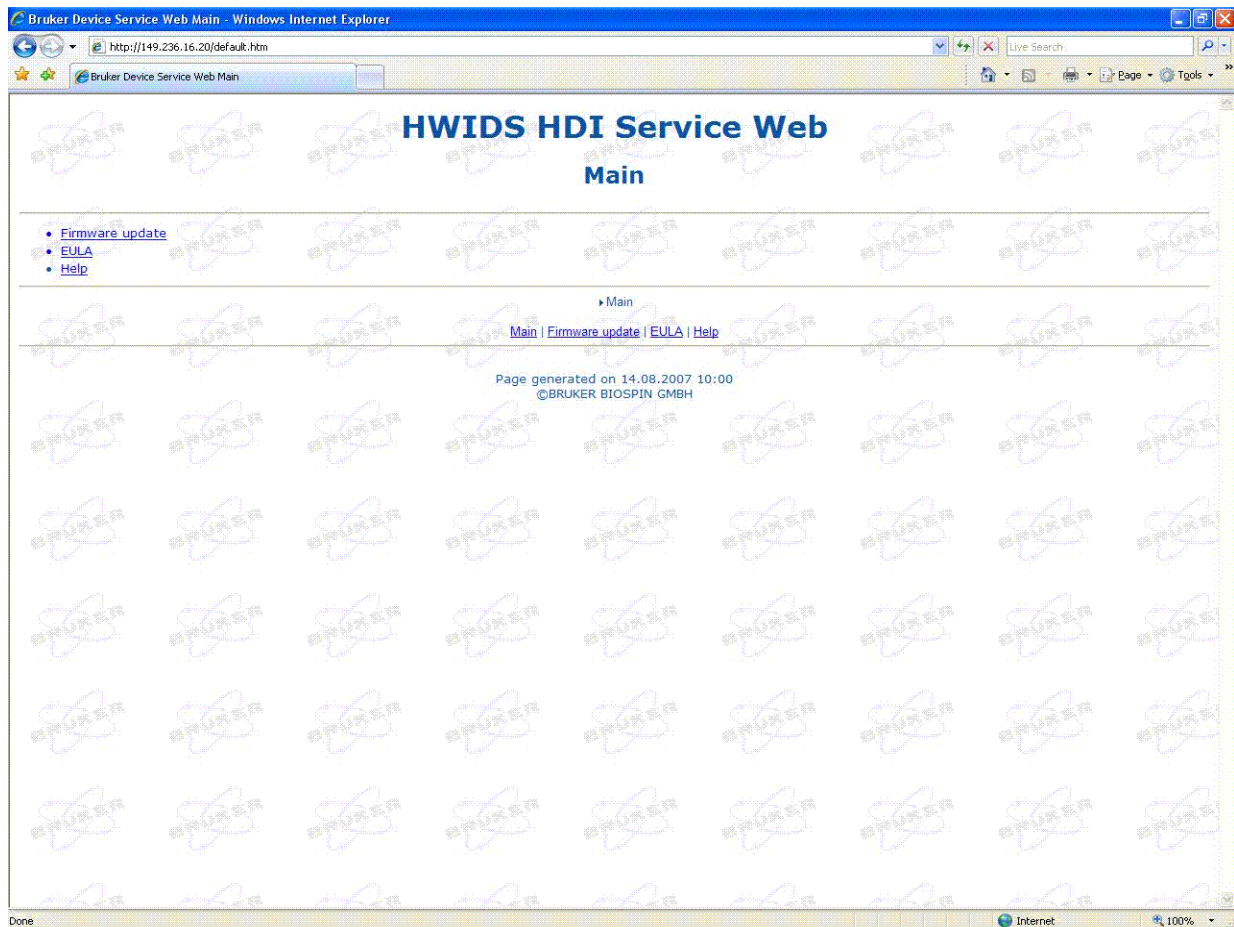 Bruker Device Service Web Main - Windows Internet Explorer
http://149.236.16.20/default.htm
Live Search
Bruker Device Service Web Main
Page
Tools
HWIDS HDI Service Web
Main
Firmware update
EULA
Help
Main
Main | Firmware update | EULA | Help
Page generated on 14.08.2007 10:00
©BRUKER BIOSPIN GMBH
BRUKER
Done
Internet
100%